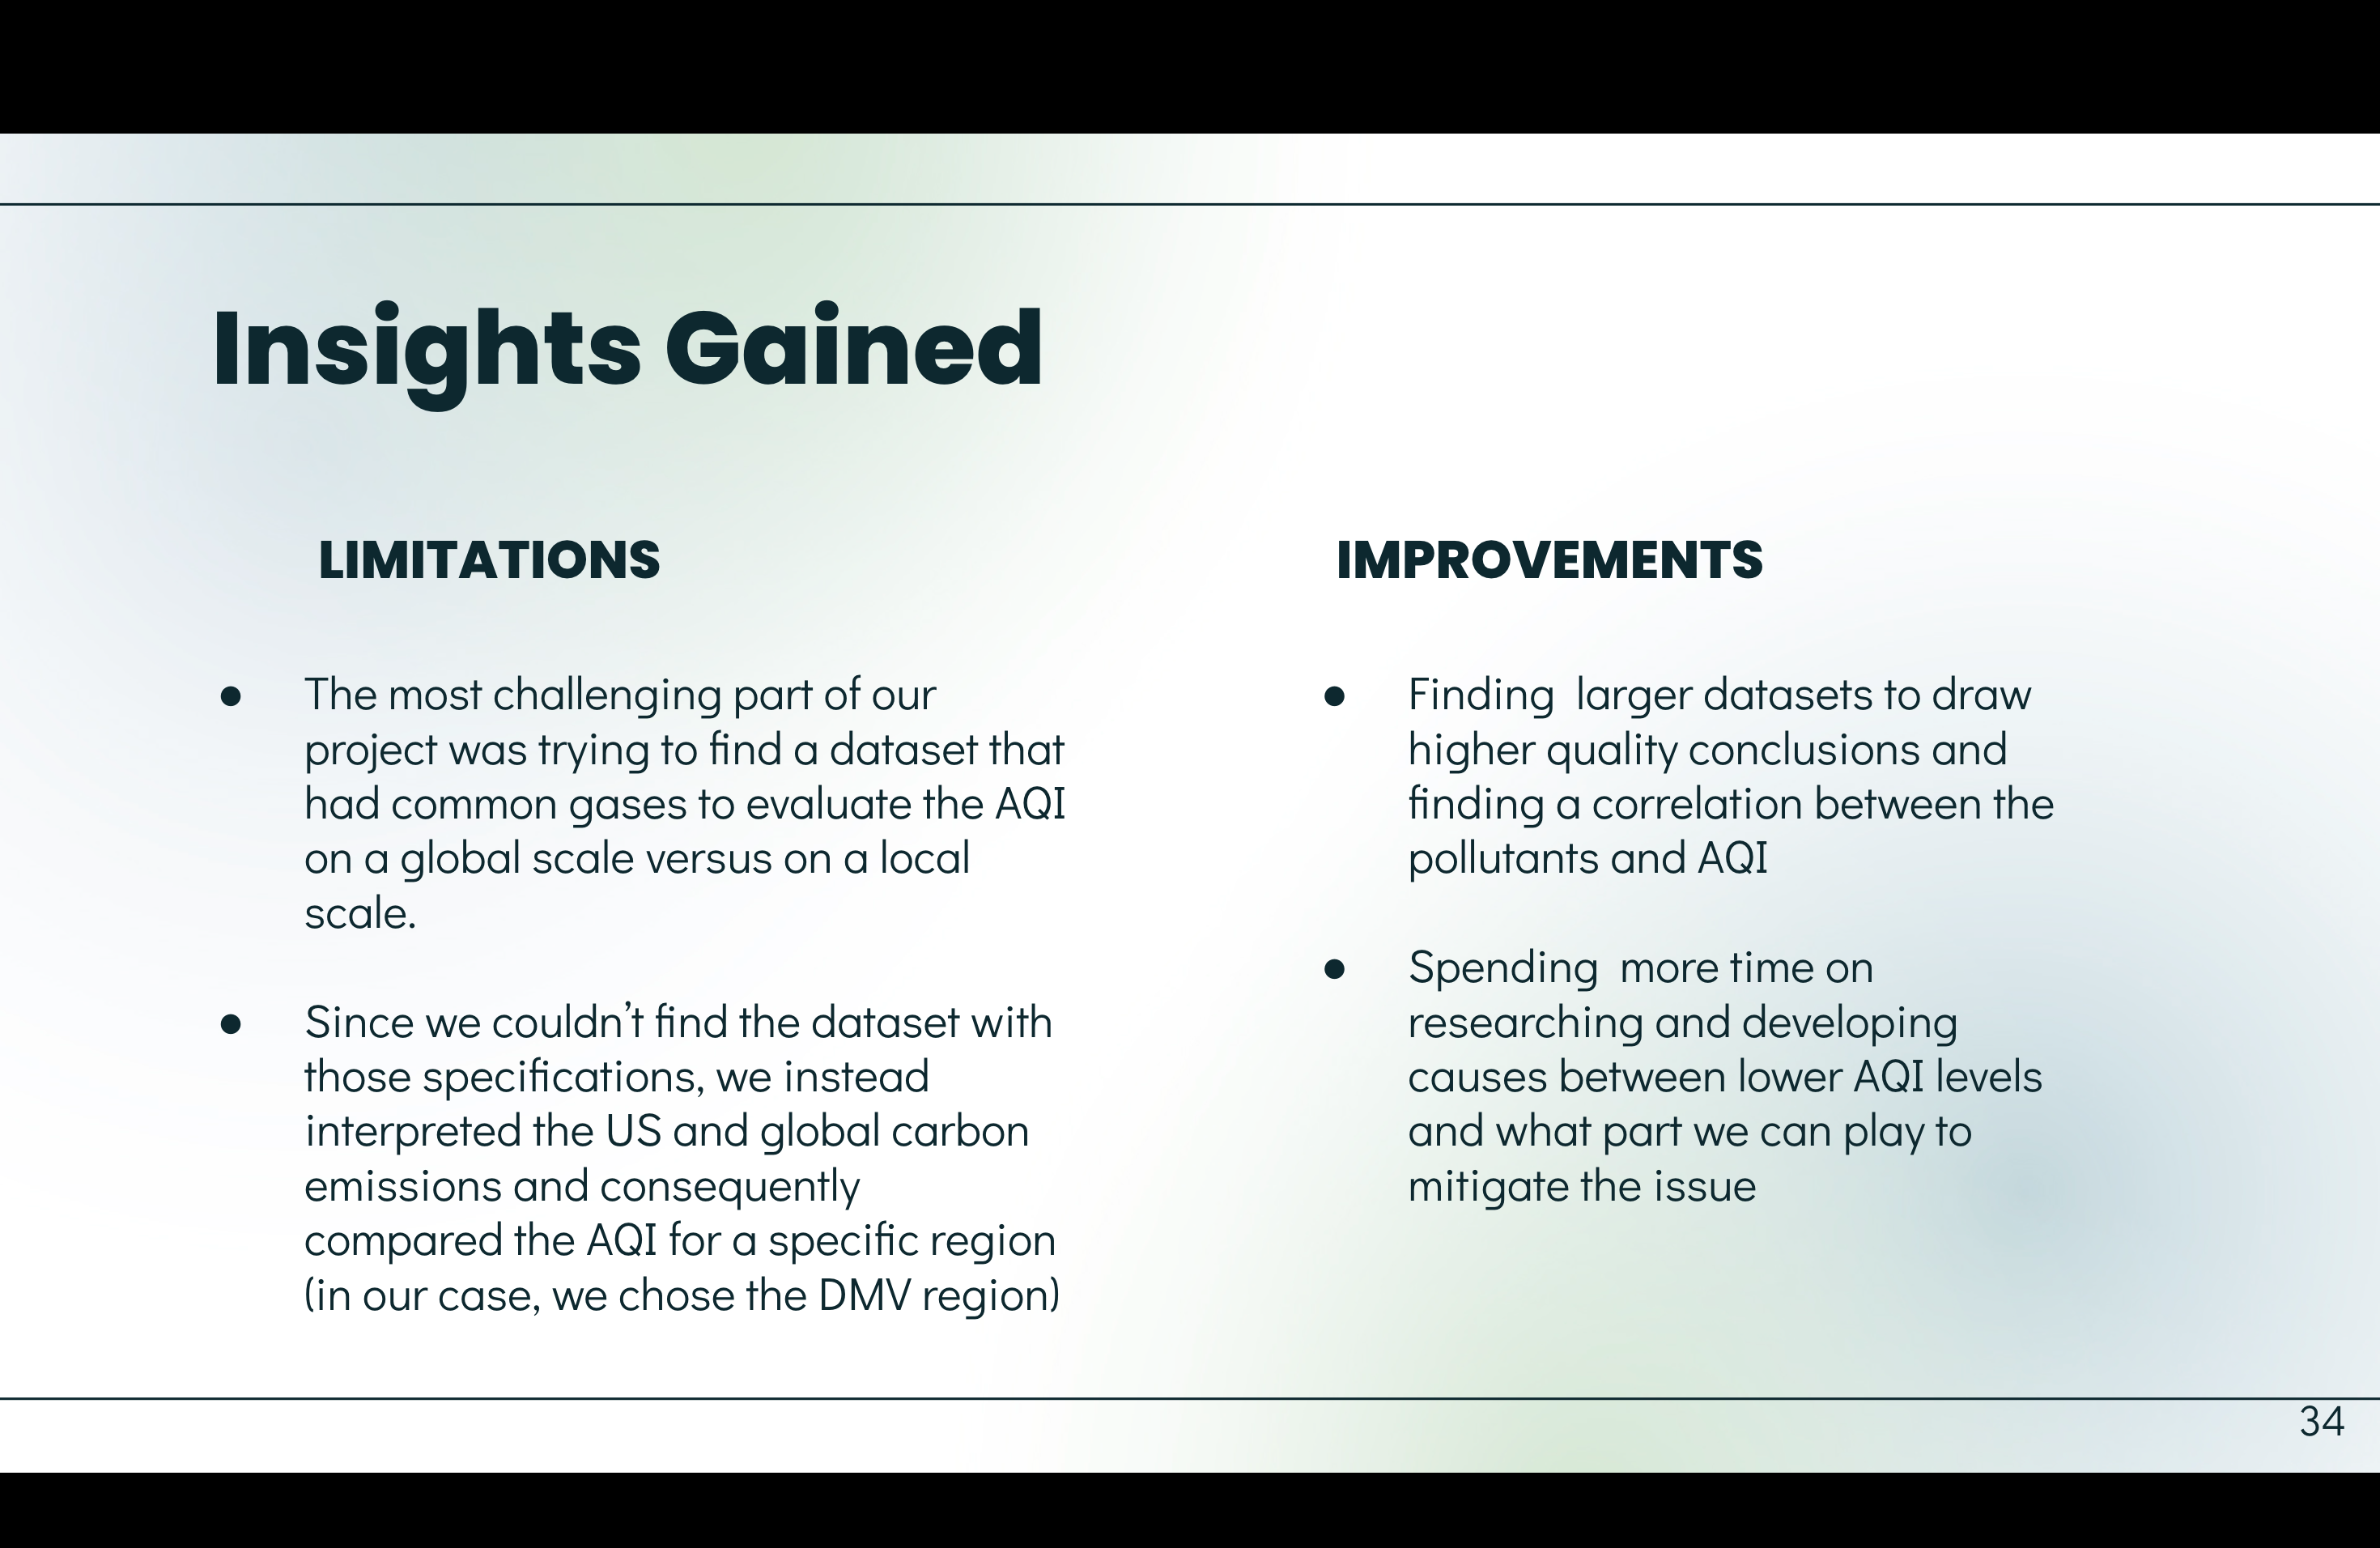 Insights Gained
LIMITATIONS
● The most challenging part of our
project was trying to find a dataset that
had common gases to evaluate the AQI
on a global scale versus on a local
scale.
● Since we couldn’t find the dataset with
those specifications, we instead
interpreted the US and global carbon
emissions and consequently
compared the AQI for a specific region
(in our case, we chose the DMV region)
IMPROVEMENTS
● Finding  larger datasets to draw
higher quality conclusions and
finding a correlation between the
pollutants and AQI
● Spending  more time on
researching and developing
causes between lower AQI levels
and what part we can play to
mitigate the issue
34